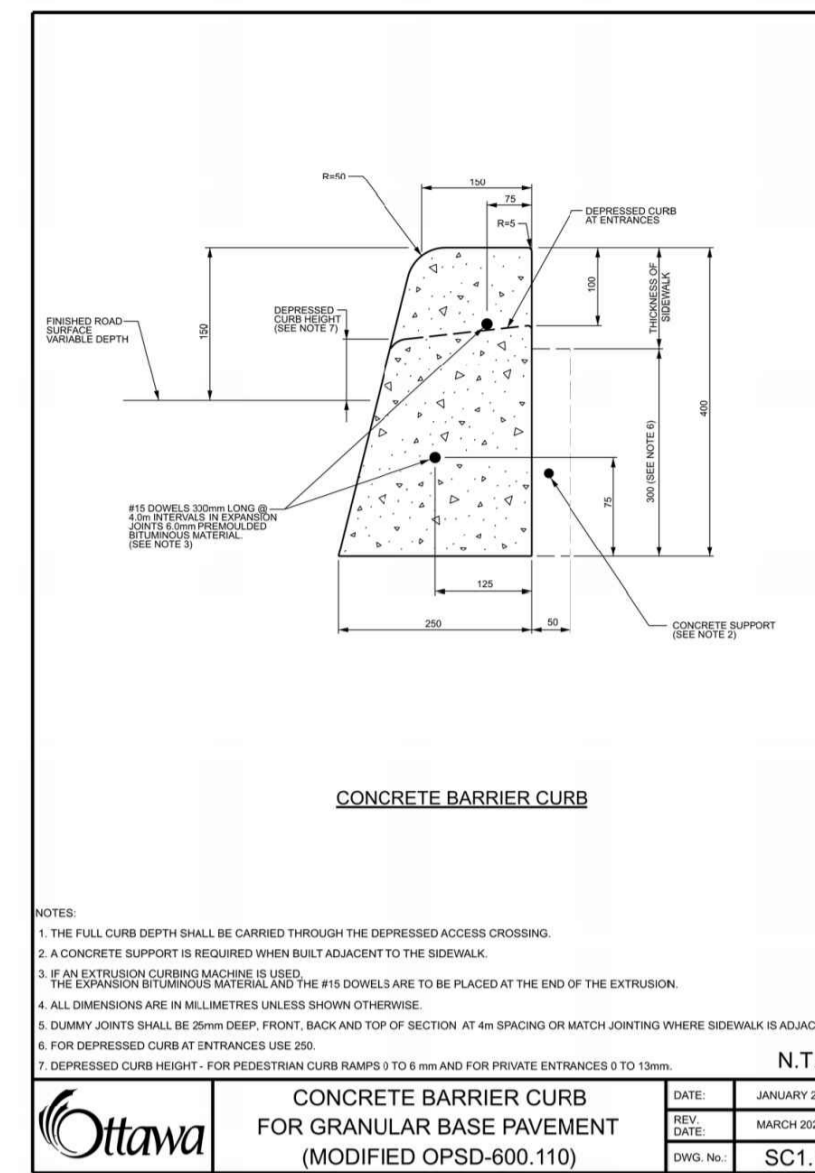 R=50
150
75
R=5
DEPRESSED CURB
AT ENTRANCES
FINISHED ROAD
SURFACE
VARIABLE DEPTH
150
DEPRESSED
CURB HEIGHT
(SEE NOTE 7)
100
THICKNESS OF
SIDEWALK
400
300 (SEE NOTE 6)
75
#15 DOWELS 300mm LONG @
4.0m INTERVALS IN EXPANSION
JOINTS 6.0mm PREMOULDED
BITUMINOUS MATERIAL.
(SEE NOTE 3)
125
250
50
CONCRETE SUPPORT
(SEE NOTE 2)
CONCRETE BARRIER CURB
NOTES:
1. THE FULL CURB DEPTH SHALL BE CARRIED THROUGH THE DEPRESSED ACCESS CROSSING.
2. A CONCRETE SUPPORT IS REQUIRED WHEN BUILT ADJACENT TO THE SIDEWALK.
3. IF AN EXTRUSION CURBING MACHINE IS USED,
THE EXPANSION BITUMINOUS MATERIAL AND THE #15 DOWELS ARE TO BE PLACED AT THE END OF THE EXTRUSION.
4. ALL DIMENSIONS ARE IN MILLIMETRES UNLESS SHOWN OTHERWISE.
5. DUMMY JOINTS SHALL BE 25mm DEEP, FRONT, BACK AND TOP OF SECTION AT 4m SPACING OR MATCH JOINTING WHERE SIDEWALK IS ADJAC
6. FOR DEPRESSED CURB AT ENTRANCES USE 250.
7. DEPRESSED CURB HEIGHT - FOR PEDESTRIAN CURB RAMPS 0 TO 6 mm AND FOR PRIVATE ENTRANCES 0 TO 13mm.
N.T.
Ottawa
CONCRETE BARRIER CURB
FOR GRANULAR BASE PAVEMENT
(MODIFIED OPSD-600.110)
DATE: JANUARY 2
REV. DATE: MARCH 202
DWG. No.: SC1.